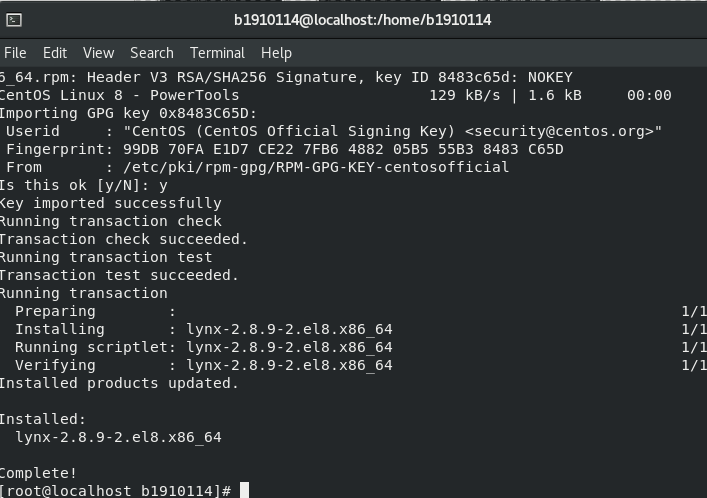 b1910114@localhost:/home/b1910114
File Edit View Search Terminal Help
6_64.rpm: Header V3 RSA/SHA256 Signature, key ID 8483c65d: NOKEY
CentOS Linux 8 - PowerTools 129 kB/s | 1.6 kB 00:00
Importing GPG key 0x8483C65D:
Userid : "CentOS (CentOS Official Signing Key) <security@centos.org>"
Fingerprint: 99DB 70FA E1D7 CE22 7FB6 4882 05B5 55B3 8483 C65D
From : /etc/pki/rpm-gpg/RPM-GPG-KEY-centosofficial
Is this ok [y/N]: y
Key imported successfully
Running transaction check
Transaction check succeeded.
Running transaction test
Transaction test succeeded.
Running transaction
Preparing : 1/1
Installing : lynx-2.8.9-2.el8.x86_64 1/1
Running scriptlet: lynx-2.8.9-2.el8.x86_64 1/1
Verifying : lynx-2.8.9-2.el8.x86_64 1/1
Installed products updated.
Installed:
lynx-2.8.9-2.el8.x86_64
Complete!
[root@localhost b1910114]#